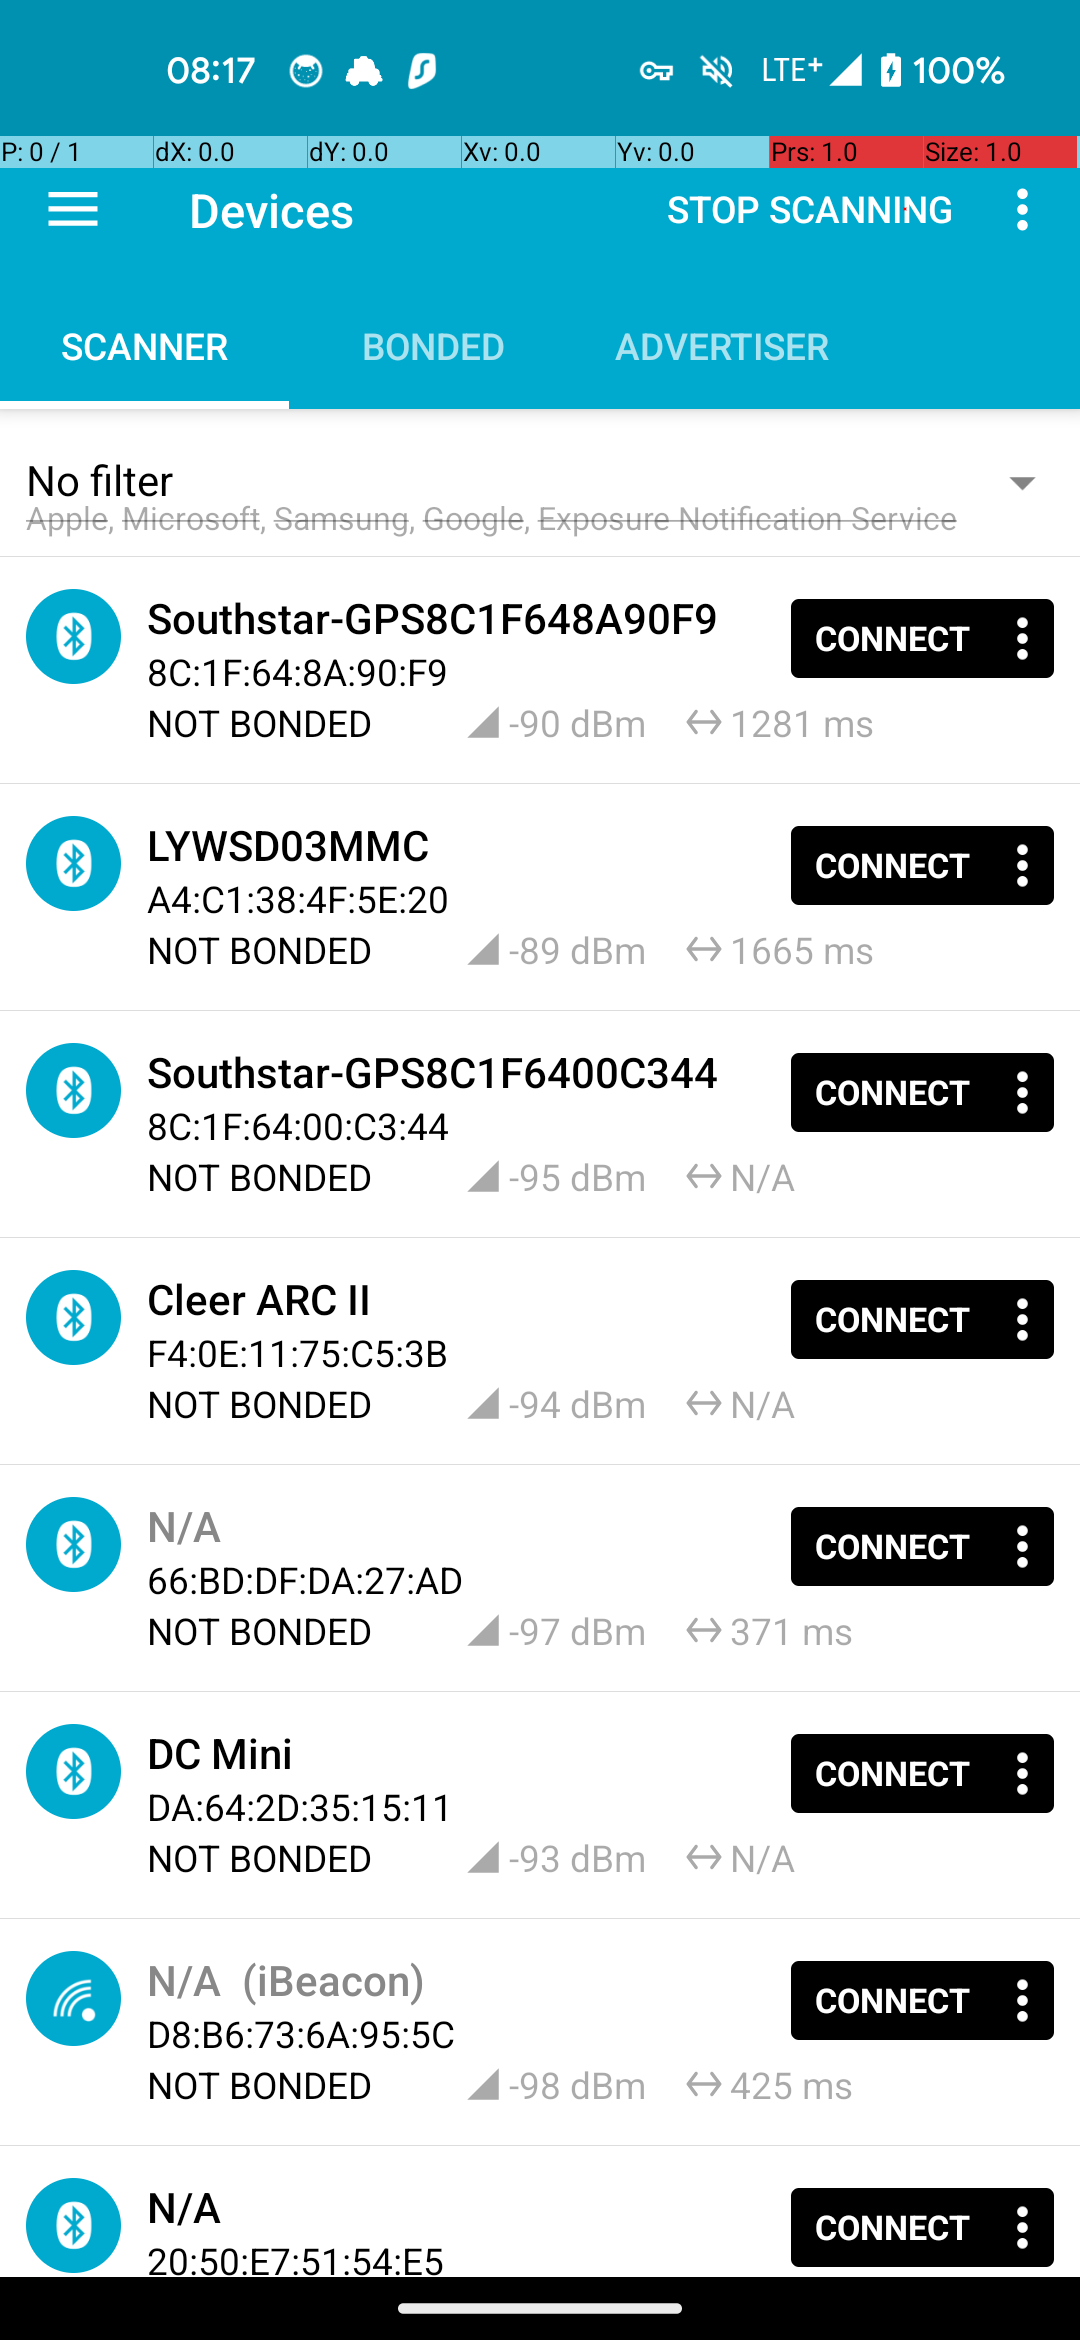 08:17 LTE+ 100%
P: 0 / 1 dX: 0.0 dY: 0.0 Xv: 0.0 Yv: 0.0 Prs: 1.0 Size: 1.0
Devices STOP SCANNING
SCANNER BONDED ADVERTISER
No filter
Apple, Microsoft, Samsung, Google, Exposure Notification Service
Southstar-GPS8C1F648A90F9 CONNECT
8C:1F:64:8A:90:F9
NOT BONDED -90 dBm 1281 ms
LYWSD03MMC CONNECT
A4:C1:38:4F:5E:20
NOT BONDED -89 dBm 1665 ms
Southstar-GPS8C1F6400C344 CONNECT
8C:1F:64:00:C3:44
NOT BONDED -95 dBm N/A
Cleer ARC II CONNECT
F4:0E:11:75:C5:3B
NOT BONDED -94 dBm N/A
N/A CONNECT
66:BD:DF:DA:27:AD
NOT BONDED -97 dBm 371 ms
DC Mini CONNECT
DA:64:2D:35:15:11
NOT BONDED -93 dBm N/A
N/A (iBeacon) CONNECT
D8:B6:73:6A:95:5C
NOT BONDED -98 dBm 425 ms
N/A CONNECT
20:50:E7:51:54:E5